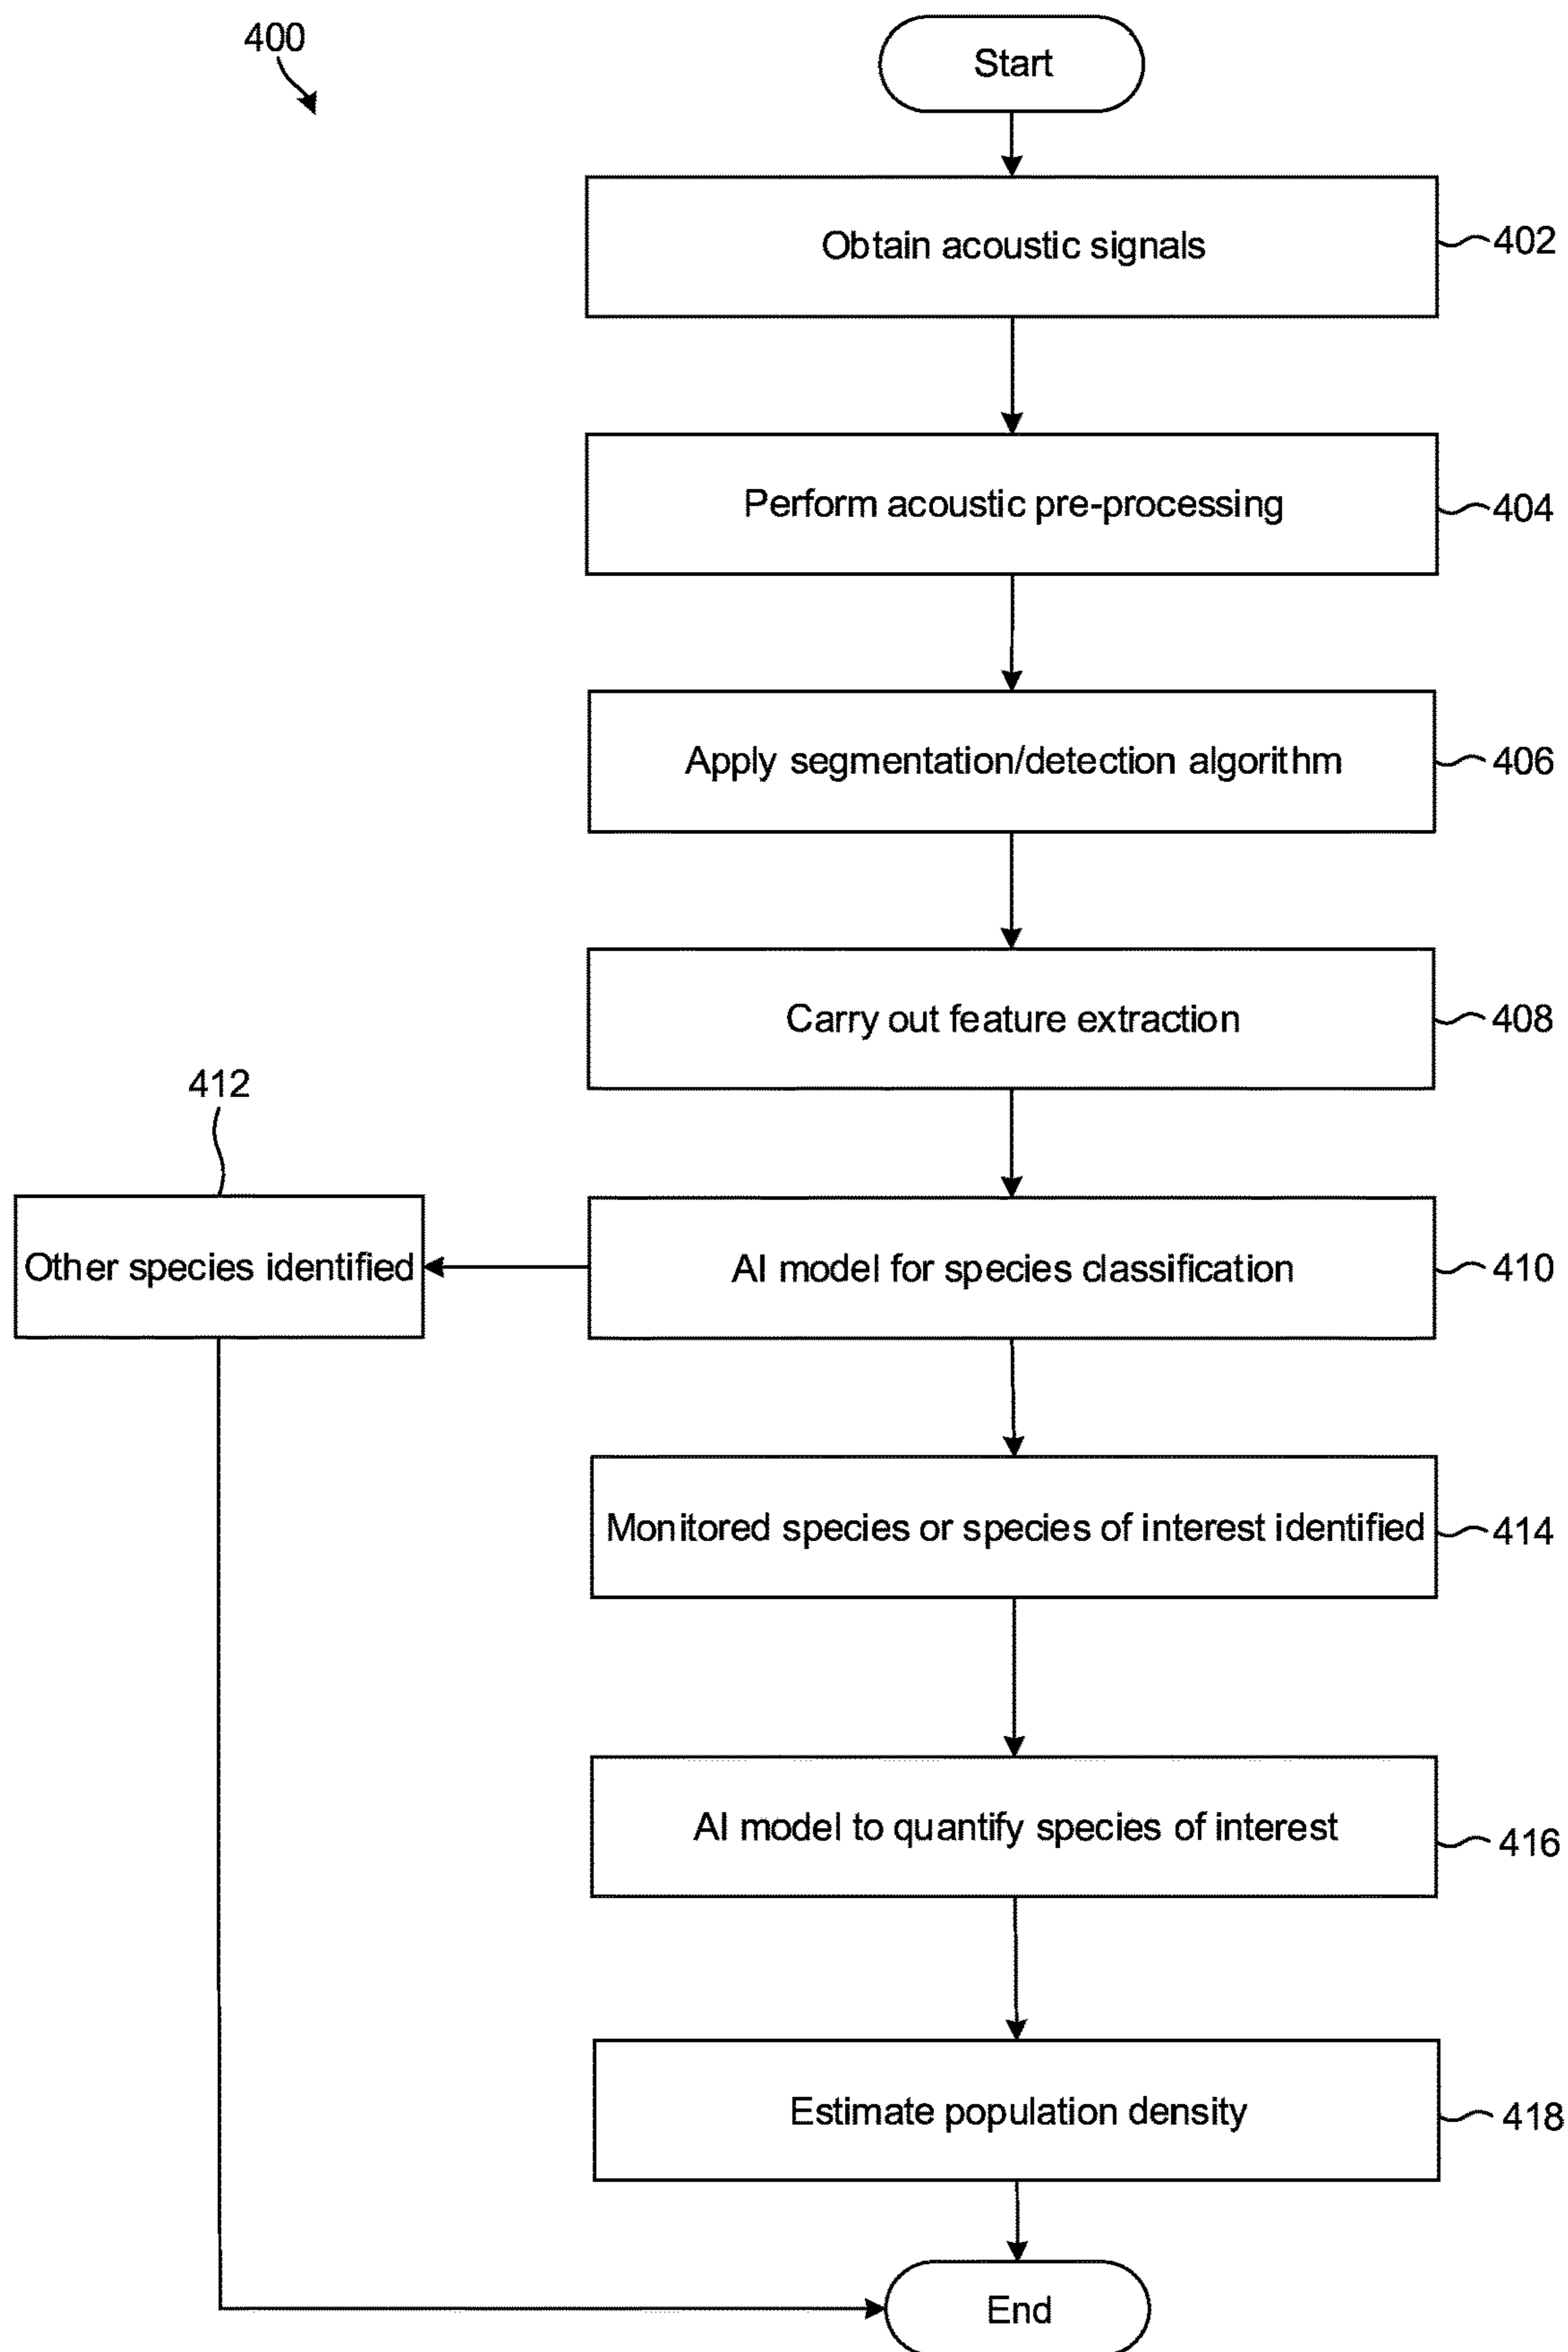 400
Start
Obtain acoustic signals
402
Perform acoustic pre-processing
404
Apply segmentation/detection algorithm
406
Carry out feature extraction
408
412
Other species identified
AI model for species classification
410
Monitored species or species of interest identified
414
AI model to quantify species of interest
416
Estimate population density
418
End